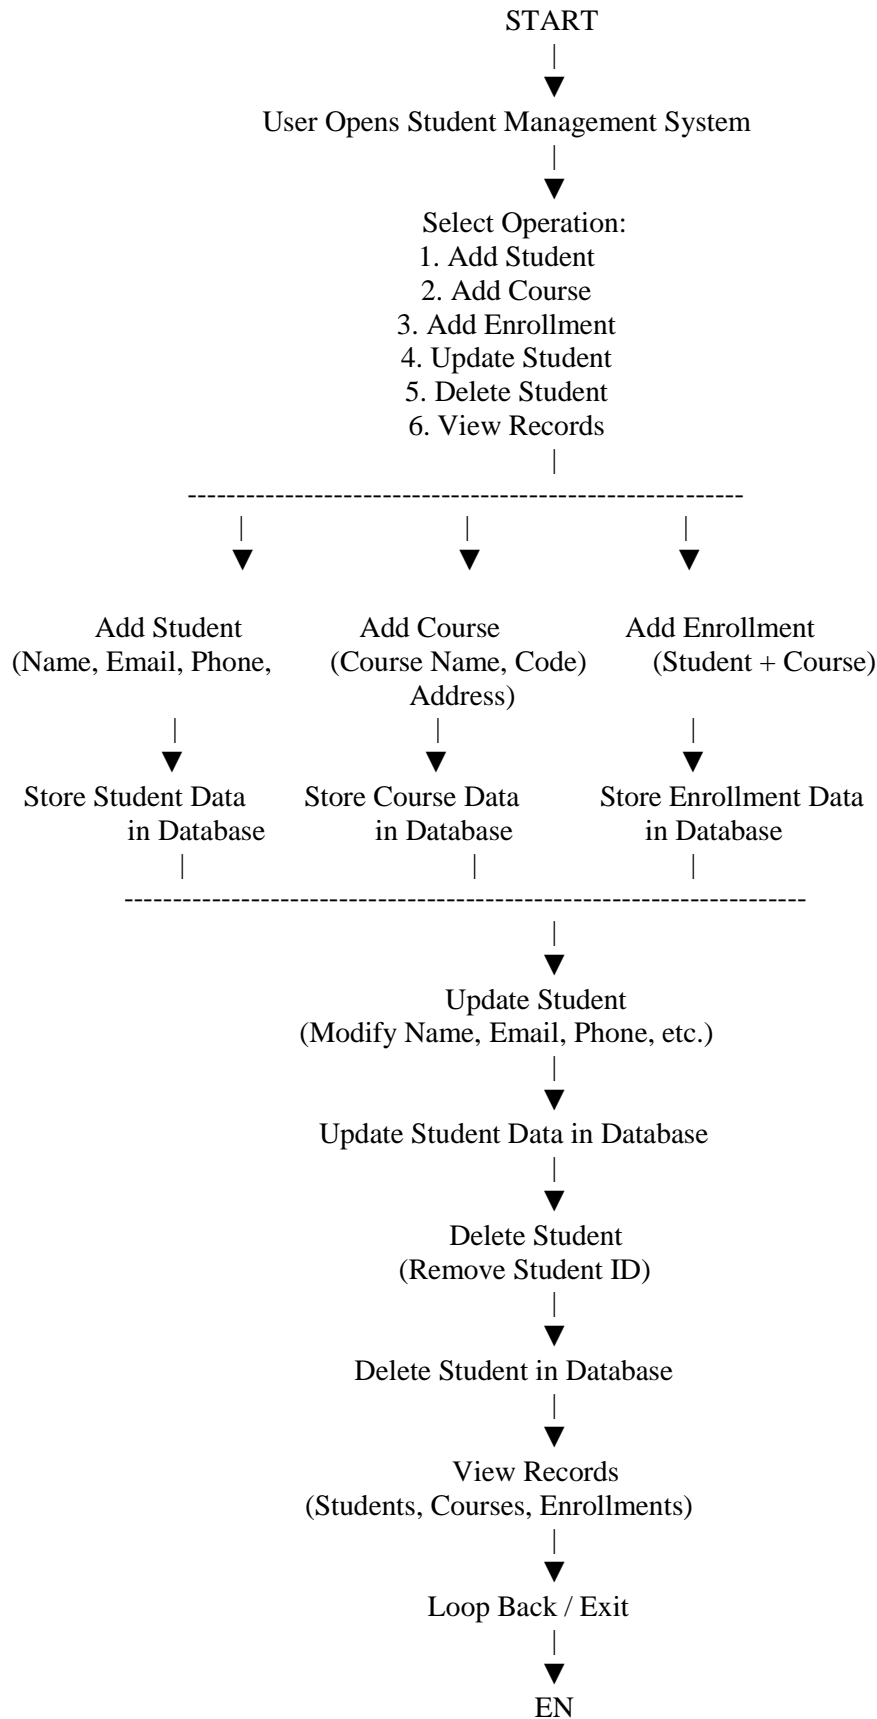 START
|
▼
User Opens Student Management System
|
▼
Select Operation:
1. Add Student
2. Add Course
3. Add Enrollment
4. Update Student
5. Delete Student
6. View Records
|
---------------------------------------------------------
| | |
▼ ▼ ▼
Add Student Add Course Add Enrollment
(Name, Email, Phone, (Course Name, Code) (Student + Course)
Address)
| | |
▼ ▼ ▼
Store Student Data Store Course Data Store Enrollment Data
in Database in Database in Database
| | |
----------------------------------------------------------------------
|
▼
Update Student
(Modify Name, Email, Phone, etc.)
|
▼
Update Student Data in Database
|
▼
Delete Student
(Remove Student ID)
|
▼
Delete Student in Database
|
▼
View Records
(Students, Courses, Enrollments)
|
▼
Loop Back / Exit
|
▼
EN